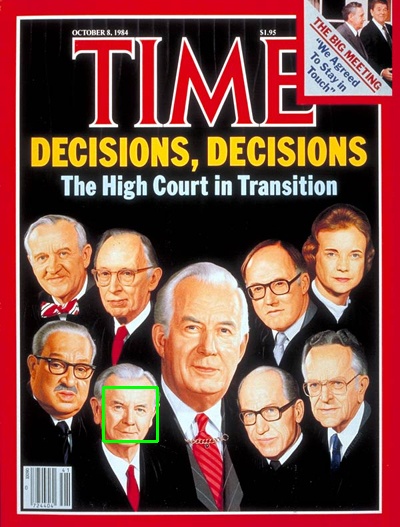 OCTOBER 8, 1984
$1.95
TIME
THE BIG MEETING
"We Agreed
To Stay in
Touch"
DECISIONS, DECISIONS
The High Court in Transition
41